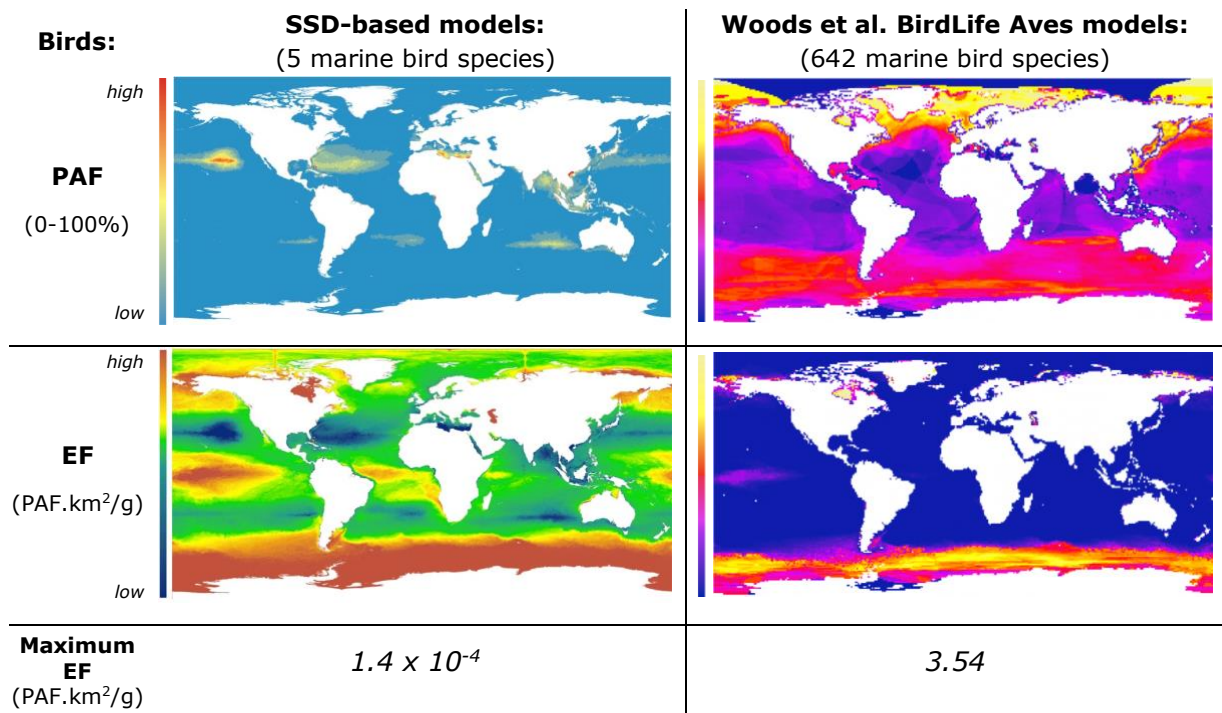 Birds:
SSD-based models:
(5 marine bird species)
Woods et al. BirdLife Aves models:
(642 marine bird species)
high
PAF
(0-100%)
low
high
EF
(PAF.km²/g)
low
Maximum
EF
(PAF.km²/g)
1.4 x 10⁻⁴
3.54